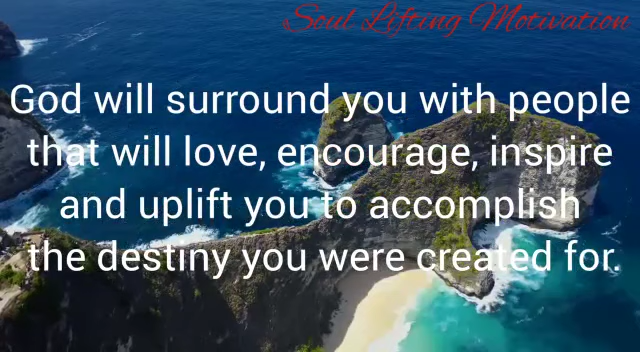 Soul Lifting Motivation
God will surround you with people
that will love, encourage, inspire
and uplift you to accomplish
the destiny you were created for.